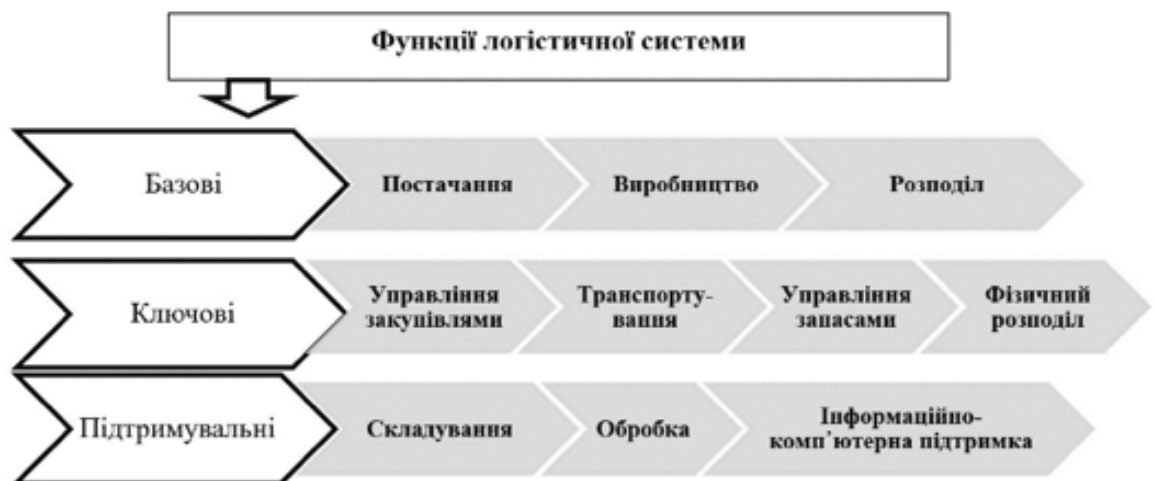 Функції логістичної системи
Базові
Постачання
Виробництво
Розподіл
Ключові
Управління
закупівлями
Транспорту-
вання
Управління
запасами
Фізичний
розподіл
Підтримувальні
Складування
Обробка
Інформаційно-
комп’ютерна підтримка